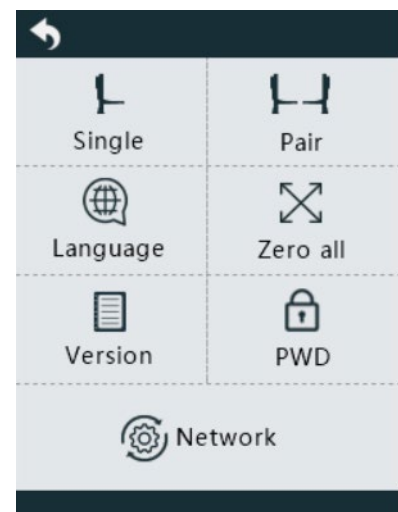 Single
Pair
Language
Zero all
Version
PWD
Network